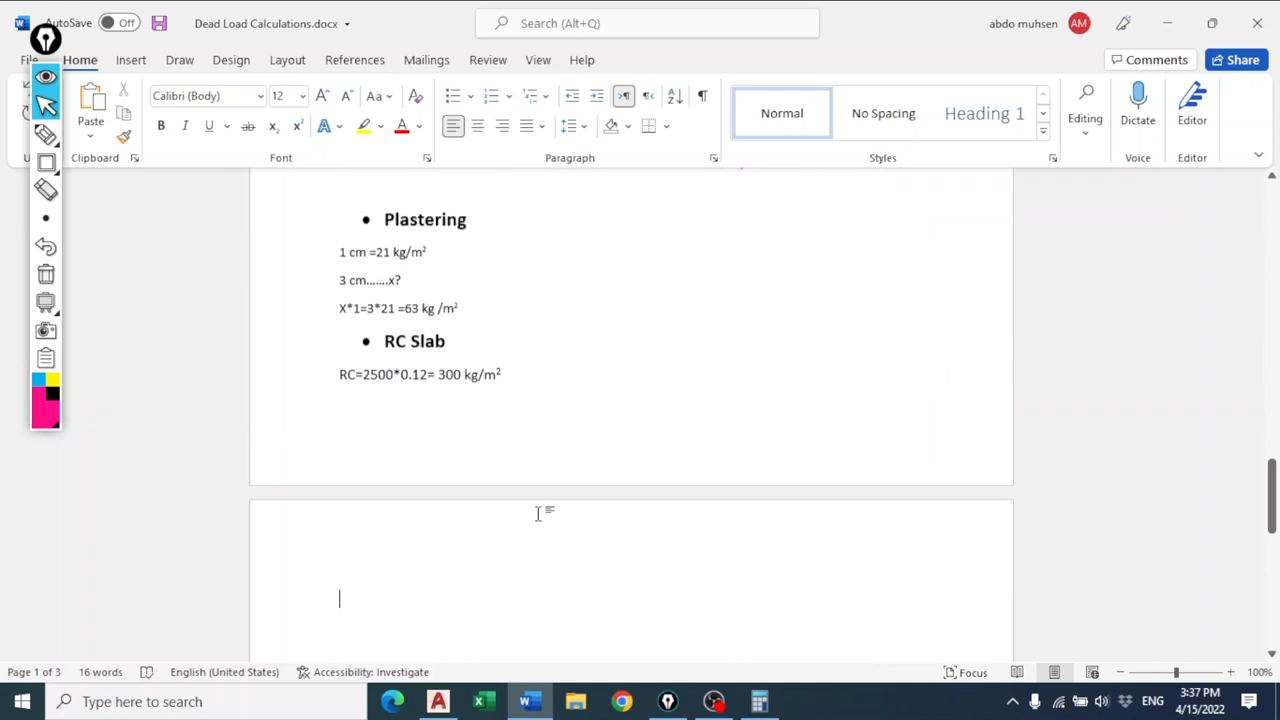 AutoSave Off Dead Load Calculations.docx Search (Alt+Q) abdo muhsen AM
File Home Insert Draw Design Layout References Mailings Review View Help Comments Share
Paste Calibri (Body) 12 Normal No Spacing Heading 1 Editing Dictate Editor
Clipboard Font Paragraph Styles Voice Editor
• Plastering
1 cm =21 kg/m²
3 cm.......x?
X*1=3*21 =63 kg /m²
• RC Slab
RC=2500*0.12= 300 kg/m²
Page 1 of 3 16 words English (United States) Accessibility: Investigate Focus 100%
Type here to search ENG 3:37 PM
4/15/2022